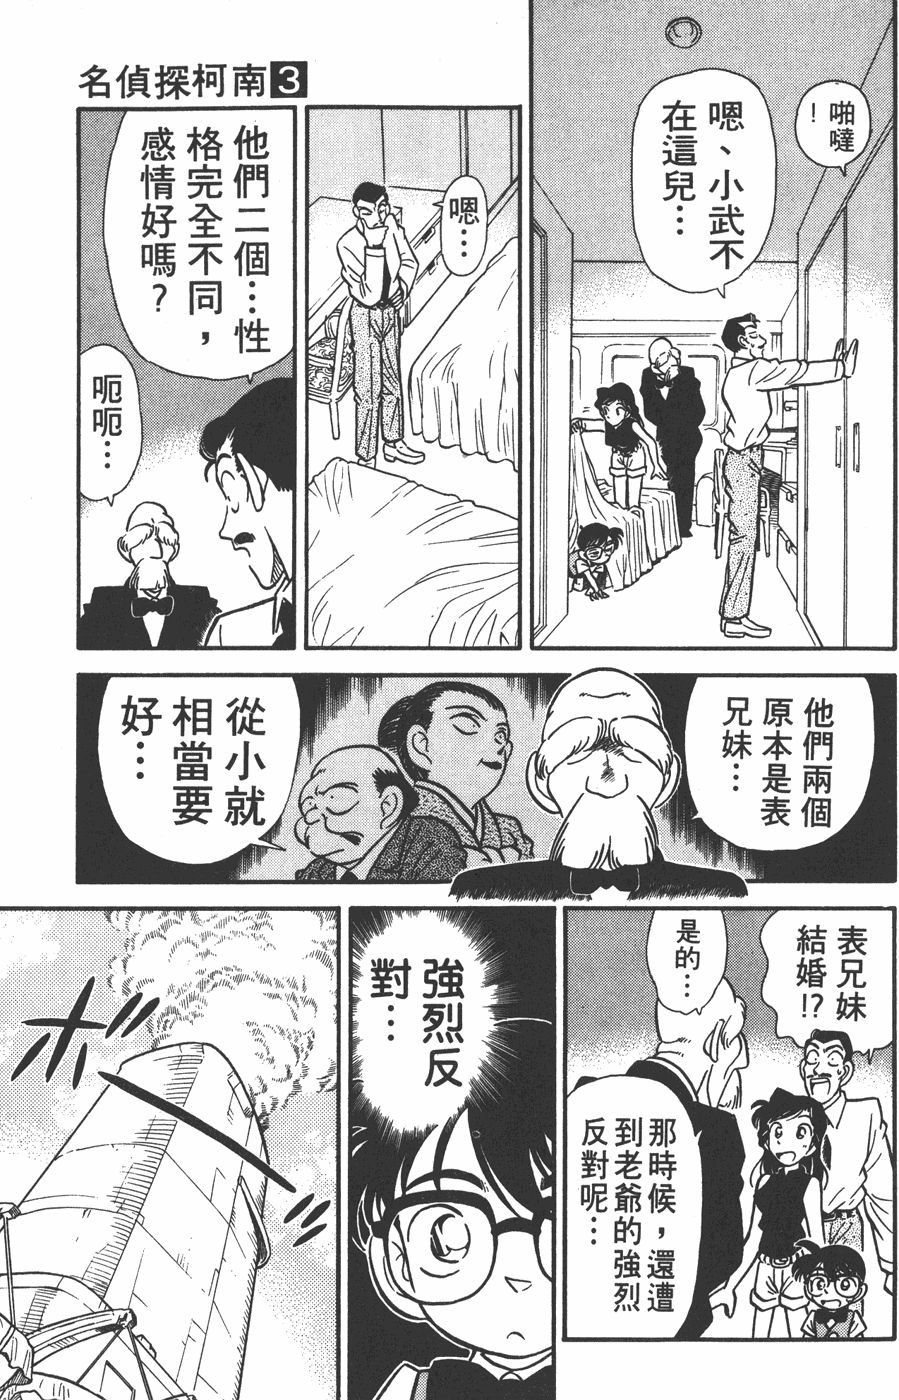 名偵探柯南3
啪噠
!
嗯、小武不
在這兒…
嗯…
他們二個…性
格完全不同，
感情好嗎？
呃呃…
他們兩個
原本是表
兄妹…
從小就
相當要
好…
表兄妹
結婚!?
是的…
那時候，還遭
到老爺的強烈
反對呢…
強烈反
對…
ボーッ